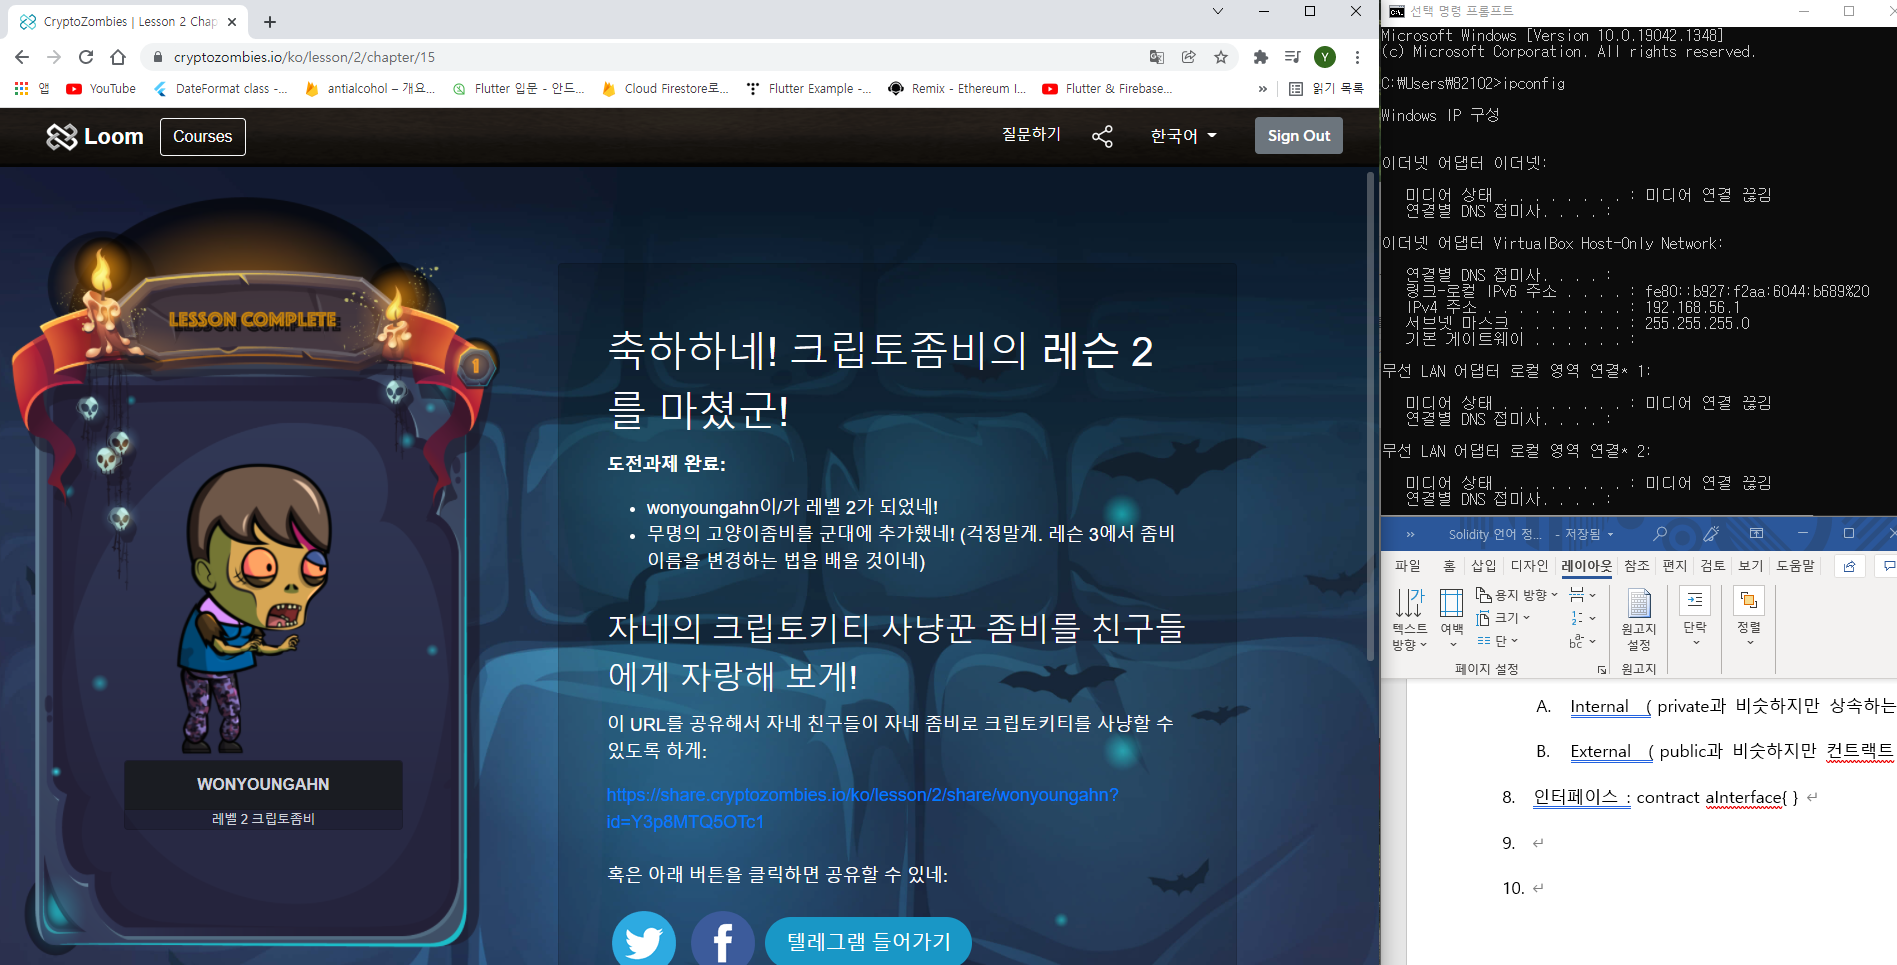 CryptoZombies | Lesson 2 Chap
cryptozombies.io/ko/lesson/2/chapter/15
Y
앱
YouTube
DateFormat class -...
antialcohol – 개요...
Flutter 입문 - 안드...
Cloud Firestore로...
Flutter Example -...
Remix - Ethereum I...
Flutter & Firebase...
»
읽기 목록
Loom
Courses
질문하기
한국어
Sign Out
LESSON COMPLETE
1
WONYOUNGAHN
레벨 2 크립토좀비
축하하네! 크립토좀비의 레슨 2
를 마쳤군!
도전과제 완료:
• wonyoungahn이/가 레벨 2가 되었네!
• 무명의 고양이좀비를 군대에 추가했네! (걱정말게. 레슨 3에서 좀비
이름을 변경하는 법을 배울 것이네)
자네의 크립토키티 사냥꾼 좀비를 친구들
에게 자랑해 보게!
이 URL를 공유해서 자네 친구들이 자네 좀비로 크립토키티를 사냥할 수
있도록 하게:
https://share.cryptozombies.io/ko/lesson/2/share/wonyoungahn?
id=Y3p8MTQ5OTc1
혹은 아래 버튼을 클릭하면 공유할 수 있네:
텔레그램 들어가기
선택 명령 프롬프트
Microsoft Windows [Version 10.0.19042.1348]
(c) Microsoft Corporation. All rights reserved.
C:₩Users₩82102>ipconfig
Windows IP 구성
이더넷 어댑터 이더넷:
미디어 상태 . . . . . . . . : 미디어 연결 끊김
연결별 DNS 접미사. . . . :
이더넷 어댑터 VirtualBox Host-Only Network:
연결별 DNS 접미사. . . . :
링크-로컬 IPv6 주소 . . . . : fe80::b927:f2aa:6044:b689%20
IPv4 주소 . . . . . . . . . : 192.168.56.1
서브넷 마스크 . . . . . . . : 255.255.255.0
기본 게이트웨이 . . . . . . :
무선 LAN 어댑터 로컬 영역 연결* 1:
미디어 상태 . . . . . . . . : 미디어 연결 끊김
연결별 DNS 접미사. . . . :
무선 LAN 어댑터 로컬 영역 연결* 2:
미디어 상태 . . . . . . . . : 미디어 연결 끊김
연결별 DNS 접미사. . . . :
» Solidity 언어 정... - 저장됨
파일 홈 삽입 디자인 레이아웃 참조 편지 검토 보기 도움말
텍스트
방향
여백
용지 방향
크기
단
페이지 설정
원고지
설정
원고지
단락
정렬
A. Internal ( private과 비슷하지만 상속하는
B. External ( public과 비슷하지만 컨트랙트
8. 인터페이스 : contract aInterface{ } ↵
9. ↵
10. ↵